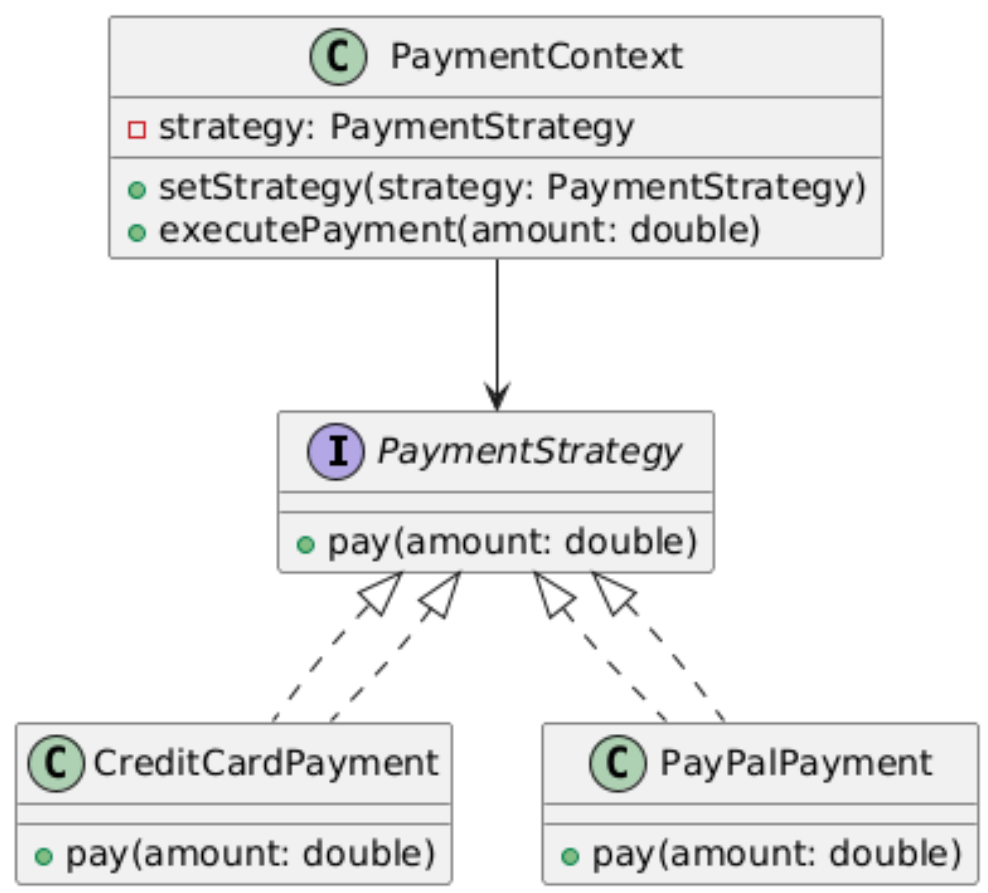 C PaymentContext
strategy: PaymentStrategy
setStrategy(strategy: PaymentStrategy)
executePayment(amount: double)
I PaymentStrategy
pay(amount: double)
C CreditCardPayment
pay(amount: double)
C PayPalPayment
pay(amount: double)